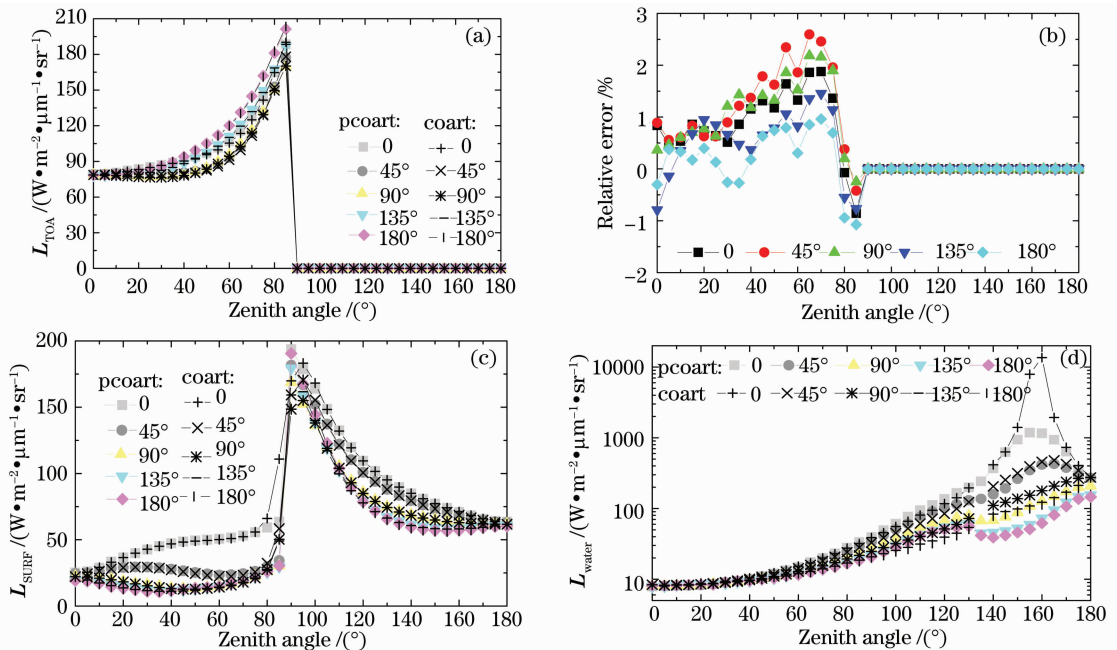 (a)
210
180
150
120
90
60
30
0
L_TOA /(W•m⁻²•μm⁻¹•sr⁻¹)
pcoart: coart:
0 0
45° 45°
90° 90°
135° 135°
180° 180°
0 20 40 60 80 100 120 140 160 180
Zenith angle /(°)
(b)
3
2
1
0
−1
−2
Relative error /%
0 45° 90° 135° 180°
0 20 40 60 80 100 120 140 160 180
Zenith angle /(°)
(c)
200
150
100
50
0
L_SURF /(W•m⁻²•μm⁻¹•sr⁻¹)
pcoart: coart:
0 0
45° 45°
90° 90°
135° 135°
180° 180°
0 20 40 60 80 100 120 140 160 180
Zenith angle /(°)
(d)
10000
1000
100
10
L_water /(W•m⁻²•μm⁻¹•sr⁻¹)
pcoart: 0 45° 90° 135° 180°
coart 0 45° 90° 135° 180°
0 20 40 60 80 100 120 140 160 180
Zenith angle /(°)